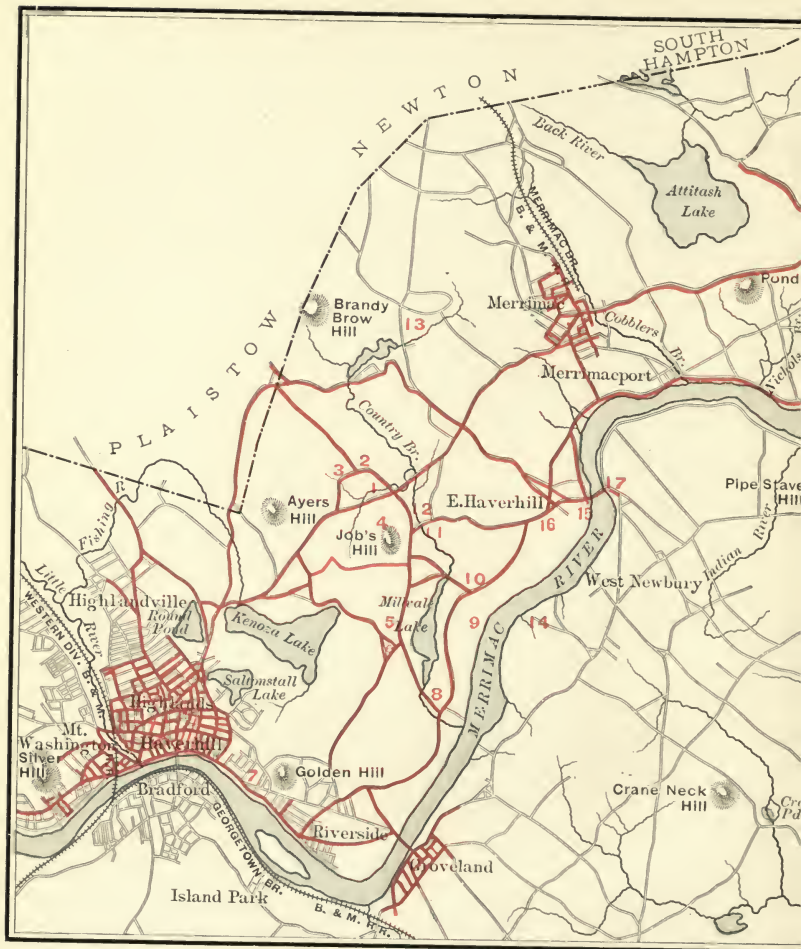 SOUTH
HAMPTON
NEWTON
Back River
Attitash
Lake
MERRIMAC BR.
B. & M.
Pond
Brandy
Brow
Hill
13
Merrimac
Cobblers Br.
PLAISTOW
Merrimacport
Nichols
Country Br.
3
2
1
Fishing R.
Ayers
Hill
Job's
Hill
4
2
11
E. Haverhill
16
15
17
Pipe Stave
Hill
Indian River
Little River
WESTERN DIV. B. & M.
Highlandville
Round
Pond
Kenoza Lake
Millvale
Lake
5
6
10
9
14
MERRIMAC RIVER
West Newbury
Saltonstall
Lake
8
Highlands
Mt.
Washington
Haverhill
Silver
Hill
7
Golden Hill
Bradford
Crane Neck
Hill
Riverside
GEORGETOWN BR.
Groveland
Island Park
B. & M. R.R.